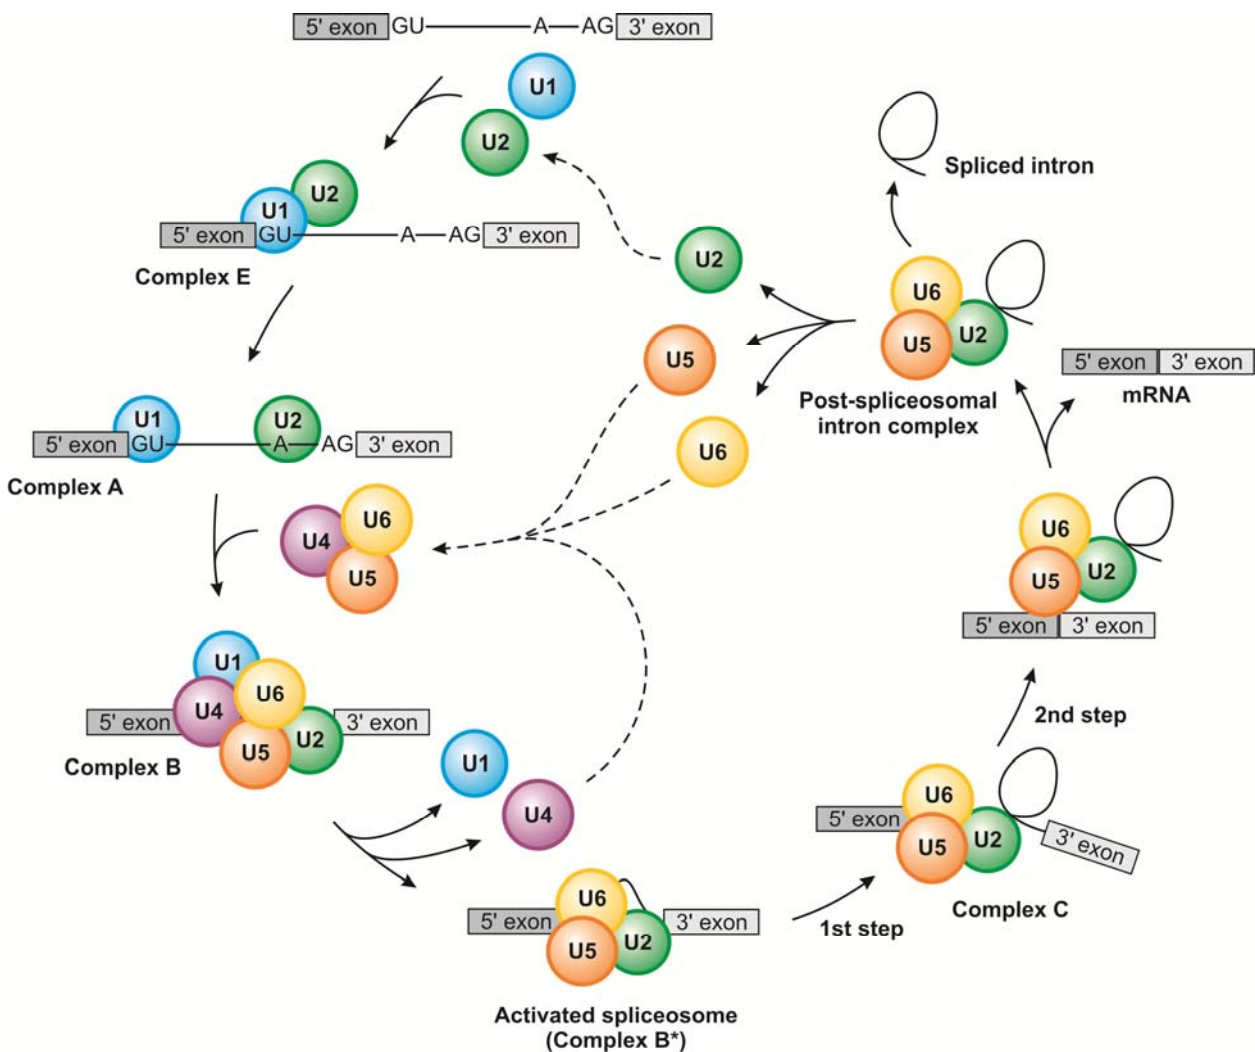 5' exon GU A AG 3' exon
U1
U2
U2
U1
5' exon GU A AG 3' exon
Complex E
U2
Spliced intron
U6
U5 U2
Post-spliceosomal
intron complex
5' exon 3' exon
mRNA
U5
U6
U1 U2
5' exon GU A AG 3' exon
Complex A
U6
U4
U5
U6
U5 U2
5' exon 3' exon
U1
U6
5' exon U4 3' exon
U5 U2
Complex B
U1
U4
2nd step
U6
5' exon
U5 U2
3' exon
Complex C
1st step
U6
5' exon 3' exon
U5 U2
Activated spliceosome
(Complex B*)